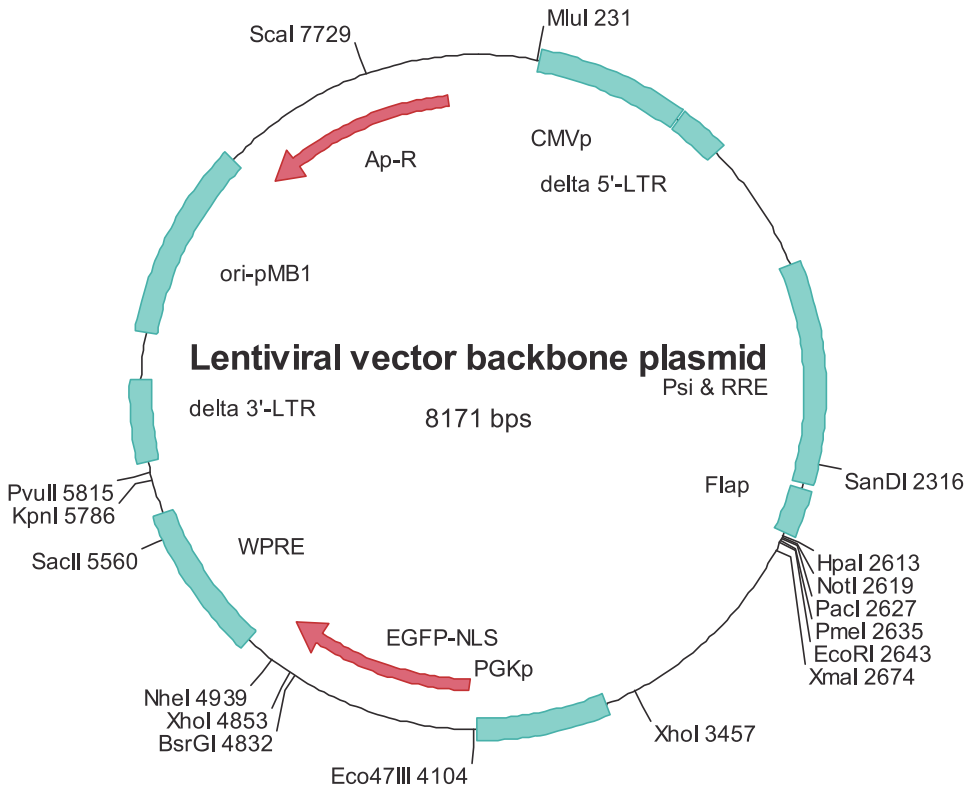 MluI 231
ScaI 7729
CMVp
Ap-R
delta 5'-LTR
ori-pMB1
Lentiviral vector backbone plasmid
Psi & RRE
delta 3'-LTR
8171 bps
SanDI 2316
Flap
PvuII 5815
KpnI 5786
WPRE
SacII 5560
HpaI 2613
NotI 2619
PacI 2627
PmeI 2635
EcoRI 2643
XmaI 2674
EGFP-NLS
PGKp
NheI 4939
XhoI 4853
BsrGI 4832
XhoI 3457
Eco47III 4104